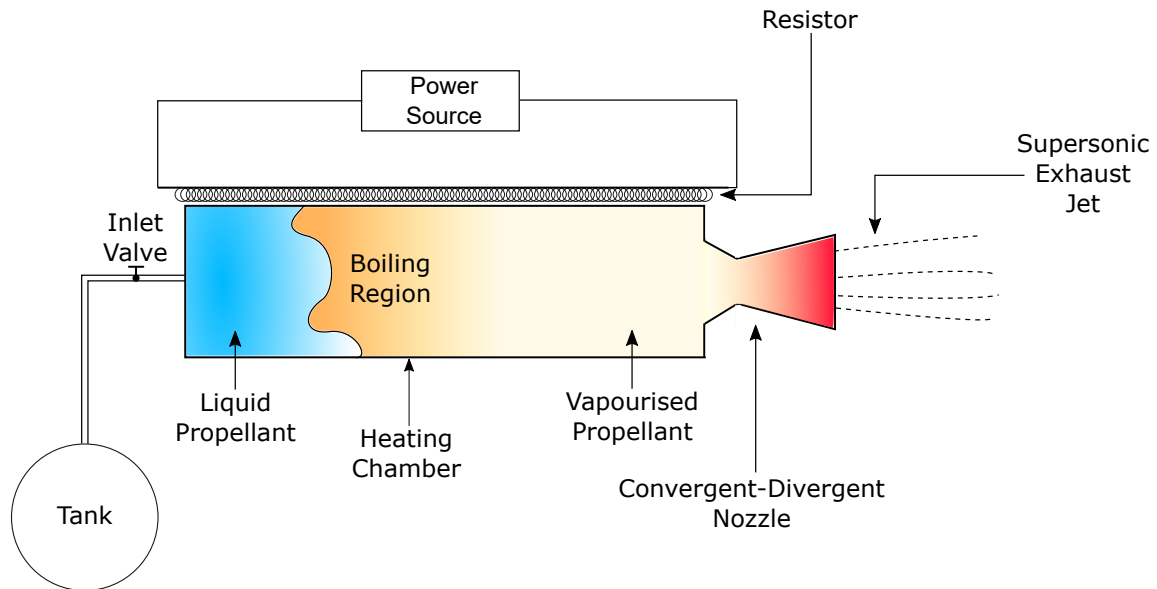 Resistor
Power
Source
Supersonic
Exhaust
Jet
Inlet
Valve
Boiling
Region
Liquid
Propellant
Heating
Chamber
Vapourised
Propellant
Convergent-Divergent
Nozzle
Tank